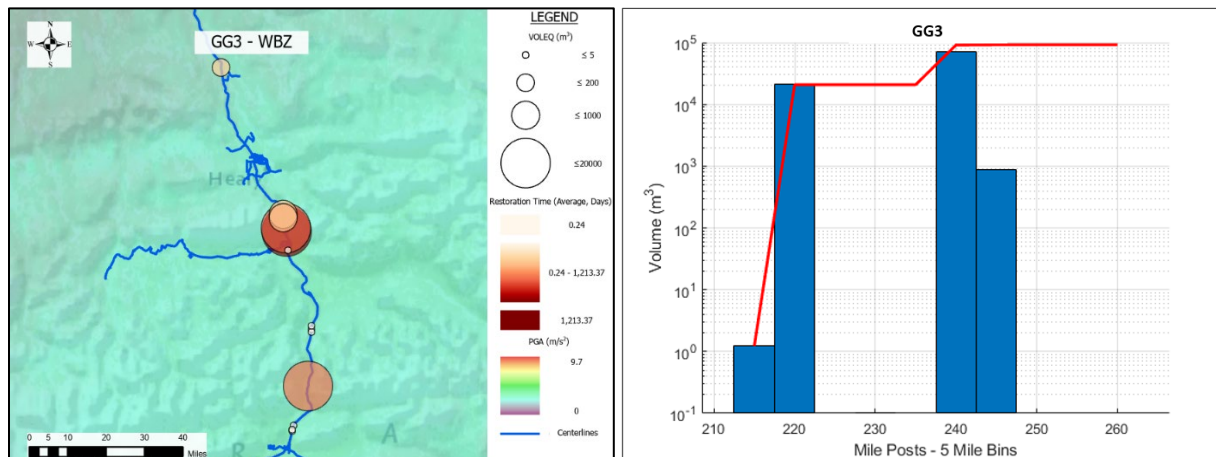 N
W E
S
GG3 - WBZ
Healy
R A
0 5 10 20 30 40
Miles
LEGEND
VOLEQ (m³)
≤ 5
≤ 200
≤ 1000
≤20000
Restoration Time (Average, Days)
0.24
0.24 - 1,213.37
1,213.37
PGA (m/s²)
9.7
0
Centerlines
GG3
Volume (m³)
10⁵
10⁴
10³
10²
10¹
10⁰
10⁻¹
210 220 230 240 250 260
Mile Posts - 5 Mile Bins